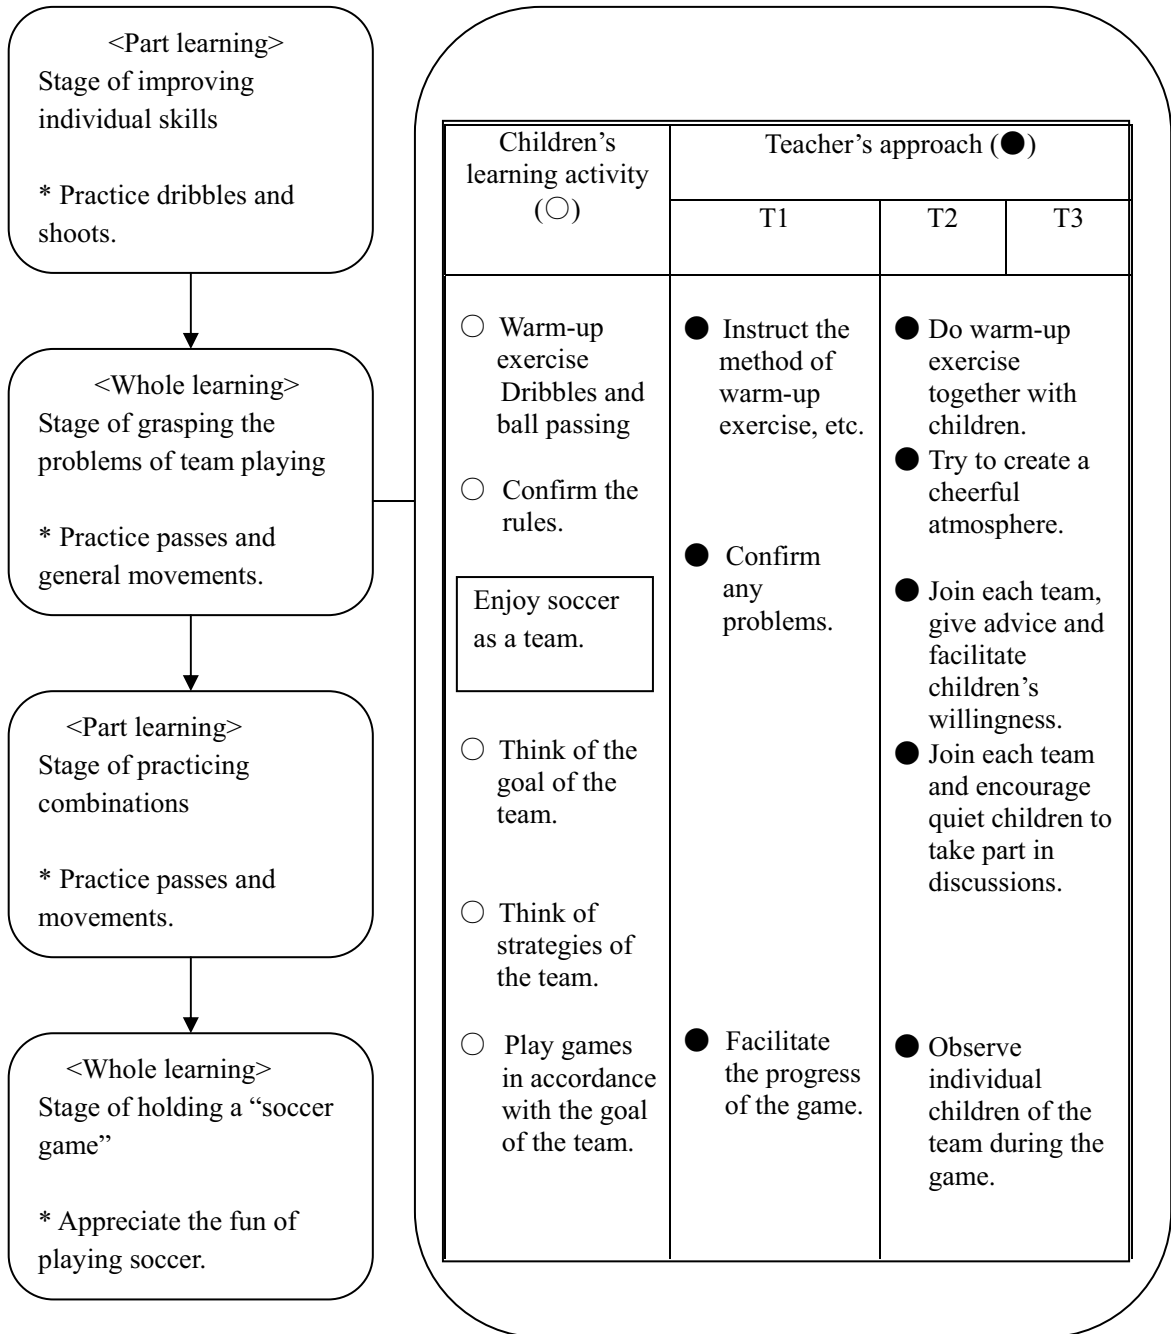 <Part learning>
Stage of improving
individual skills
* Practice dribbles and
shoots.
<Whole learning>
Stage of grasping the
problems of team playing
* Practice passes and
general movements.
<Part learning>
Stage of practicing
combinations
* Practice passes and
movements.
<Whole learning>
Stage of holding a “soccer
game”
* Appreciate the fun of
playing soccer.
Children’s
learning activity
(○)
Teacher’s approach (●)
T1
T2
T3
○ Warm-up
exercise
Dribbles and
ball passing
○ Confirm the
rules.
Enjoy soccer
as a team.
○ Think of the
goal of the
team.
○ Think of
strategies of
the team.
○ Play games
in accordance
with the goal
of the team.
● Instruct the
method of
warm-up
exercise, etc.
● Confirm
any
problems.
● Facilitate
the progress
of the game.
● Do warm-up
exercise
together with
children.
● Try to create a
cheerful
atmosphere.
● Join each team,
give advice and
facilitate
children’s
willingness.
● Join each team
and encourage
quiet children to
take part in
discussions.
● Observe
individual
children of the
team during the
game.